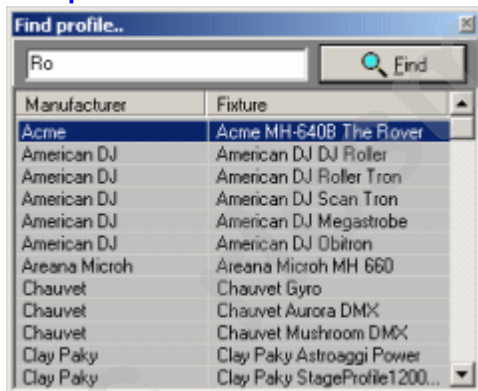 Find profile..
Ro
Find
Manufacturer Fixture
Acme Acme MH-640B The Rover
American DJ American DJ DJ Roller
American DJ American DJ Roller Tron
American DJ American DJ Scan Tron
American DJ American DJ Megastrobe
American DJ American DJ Obitron
Areana Microh Areana Microh MH 660
Chauvet Chauvet Gyro
Chauvet Chauvet Aurora DMX
Chauvet Chauvet Mushroom DMX
Clay Paky Clay Paky Astroaggi Power
Clay Paky Clay Paky StageProfile1200...